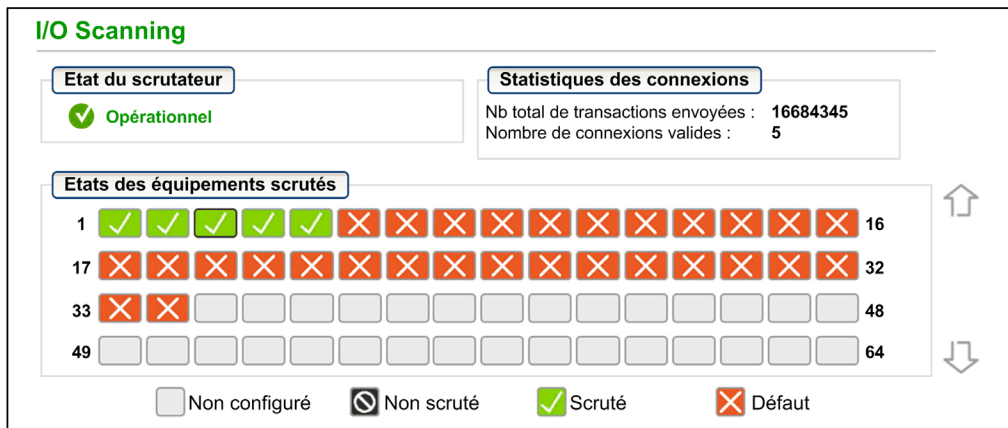 I/O Scanning
Etat du scrutateur
Opérationnel
Statistiques des connexions
Nb total de transactions envoyées : 16684345
Nombre de connexions valides : 5
Etats des équipements scrutés
1 16
17 32
33 48
49 64
Non configuré Non scruté Scruté Défaut